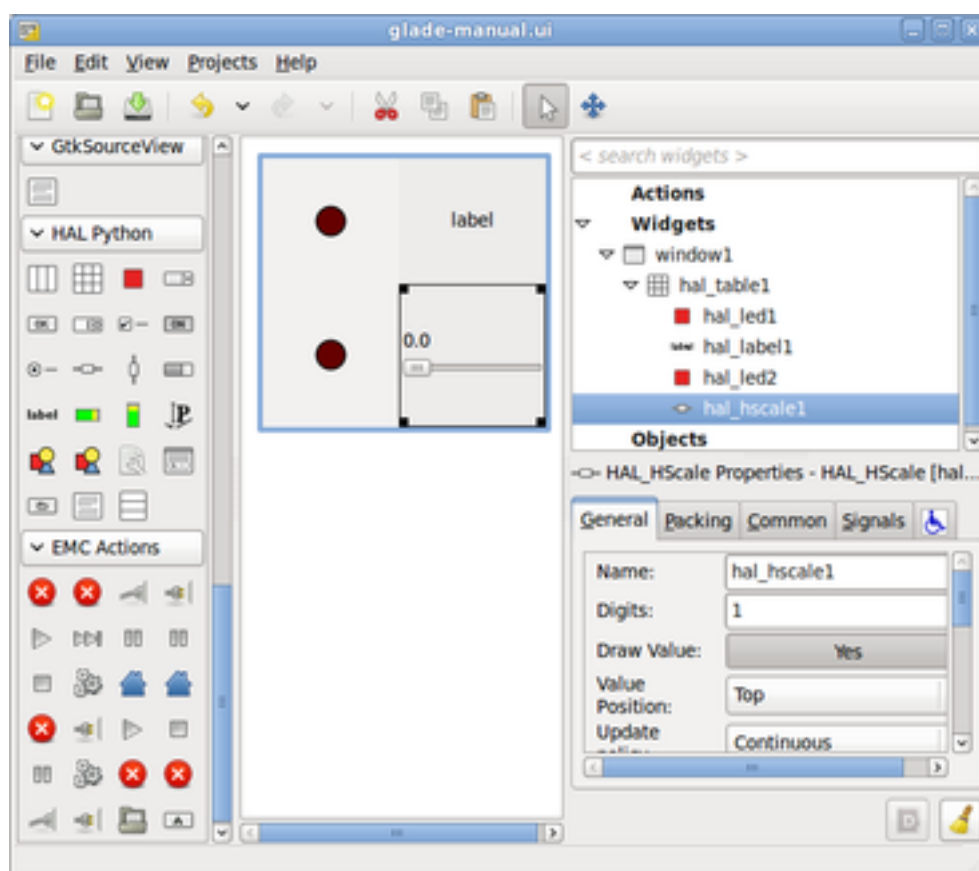 glade-manual.ui
File Edit View Projects Help
GtkSourceView
HAL Python
label
EMC Actions
label
0.0
< search widgets >
Actions
Widgets
window1
hal_table1
hal_led1
hal_label1
hal_led2
hal_hscale1
Objects
HAL_HScale Properties - HAL_HScale [hal...
General Packing Common Signals
Name: hal_hscale1
Digits: 1
Draw Value: Yes
Value
Position: Top
Update
Continuous